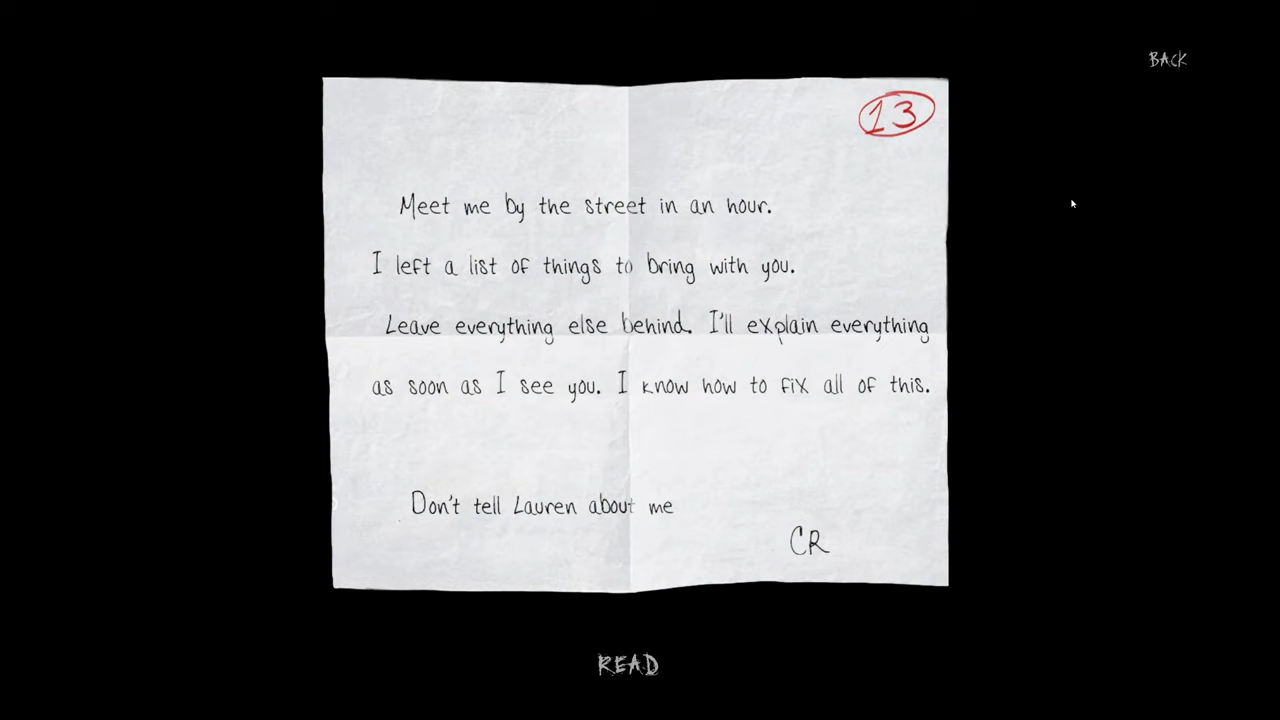 BACK
13
Meet me by the street in an hour.
I left a list of things to bring with you.
Leave everything else behind. I'll explain everything
as soon as I see you. I know how to fix all of this.
Don't tell Lauren about me
CR
READ